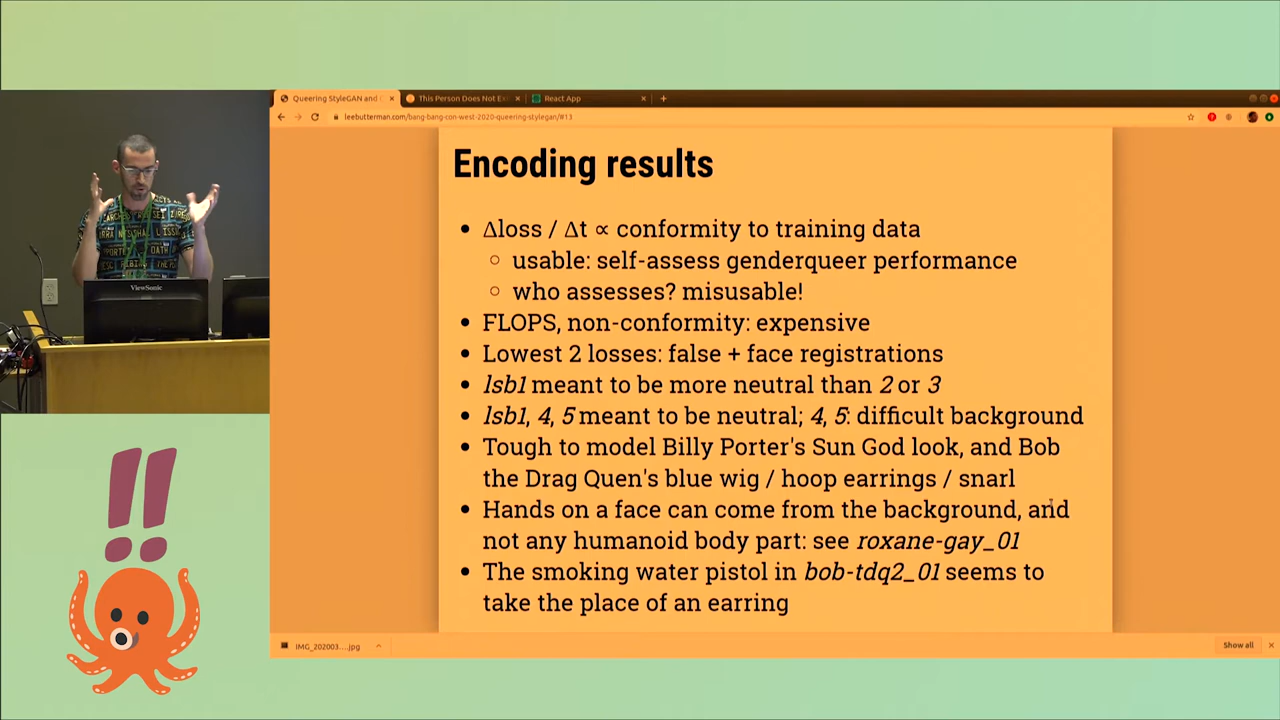 Queering StyleGAN and
This Person Does Not Ex
React App
leebutterman.com/bang-bang-con-west-2020-queering-stylegan/#13
Encoding results
• Δloss / Δt ∝ conformity to training data
○ usable: self-assess genderqueer performance
○ who assesses? misusable!
• FLOPS, non-conformity: expensive
• Lowest 2 losses: false + face registrations
• lsb1 meant to be more neutral than 2 or 3
• lsb1, 4, 5 meant to be neutral; 4, 5: difficult background
• Tough to model Billy Porter's Sun God look, and Bob
the Drag Quen's blue wig / hoop earrings / snarl
• Hands on a face can come from the background, and
not any humanoid body part: see roxane-gay_01
• The smoking water pistol in bob-tdq2_01 seems to
take the place of an earring
ViewSonic
IMG_202003....jpg
Show all
!!